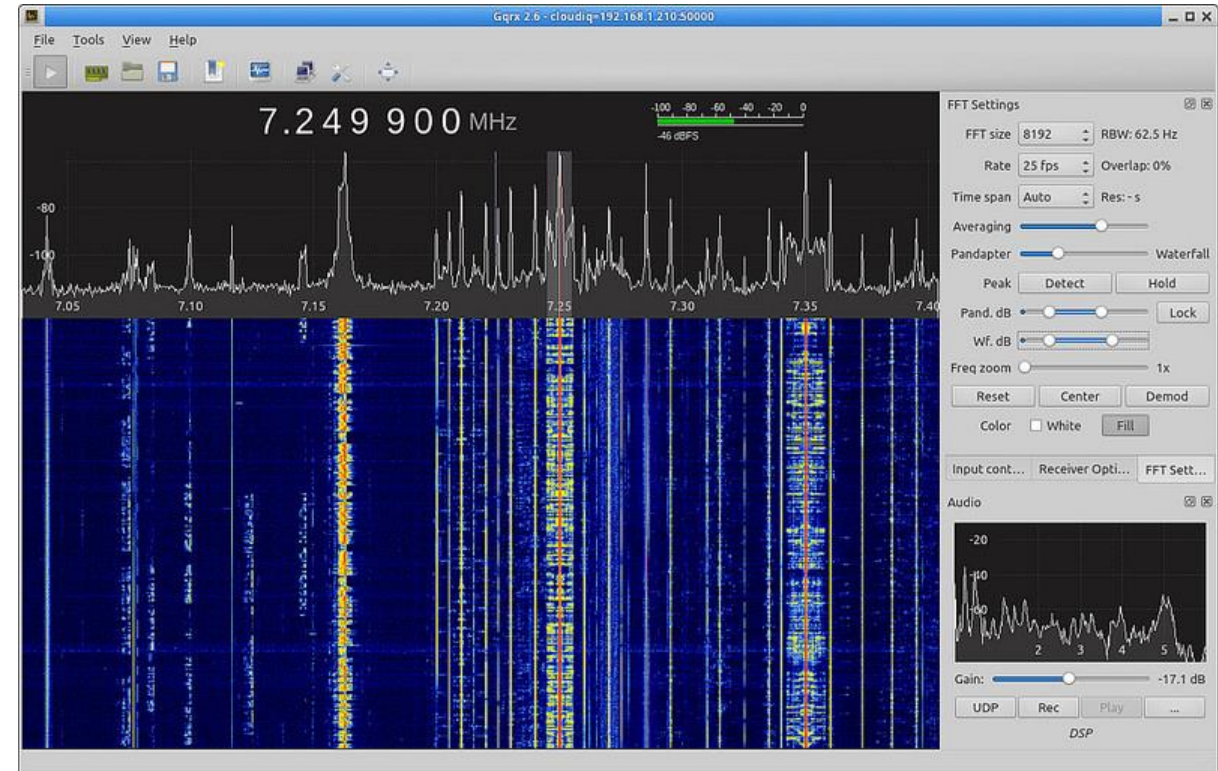 Gqrx 2.6 - cloudiq=192.168.1.210:50000
File Tools View Help
7.249 900 MHz
-100 -80 -60 -40 -20 0
-46 dBFS
-80
-100
7.05 7.10 7.15 7.20 7.25 7.30 7.35 7.40
FFT Settings
FFT size 8192 RBW: 62.5 Hz
Rate 25 fps Overlap: 0%
Time span Auto Res: - s
Averaging
Pandapter Waterfall
Peak Detect Hold
Pand. dB Lock
Wf. dB
Freq zoom 1x
Reset Center Demod
Color White Fill
Input cont... Receiver Opti... FFT Sett...
Audio
-20
-40
-60
2 3 4 5
Gain: -17.1 dB
UDP Rec Play ...
DSP